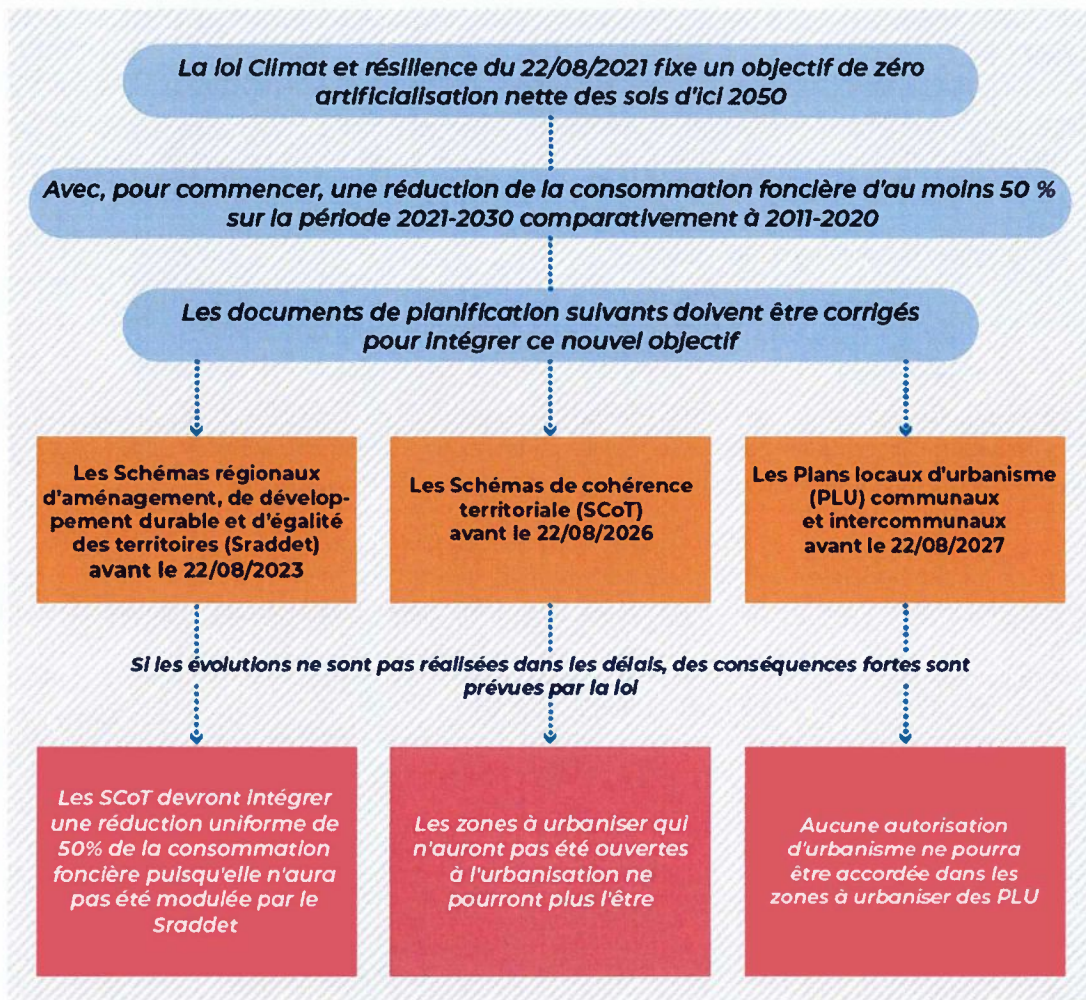 La loi Climat et résilience du 22/08/2021 fixe un objectif de zéro
artificialisation nette des sols d'ici 2050
Avec, pour commencer, une réduction de la consommation foncière d'au moins 50 %
sur la période 2021-2030 comparativement à 2011-2020
Les documents de planification suivants doivent être corrigés
pour intégrer ce nouvel objectif
Les Schémas régionaux
d'aménagement, de dévelop-
pement durable et d'égalité
des territoires (Sraddet)
avant le 22/08/2023
Les Schémas de cohérence
territoriale (SCoT)
avant le 22/08/2026
Les Plans locaux d'urbanisme
(PLU) communaux
et intercommunaux
avant le 22/08/2027
Si les évolutions ne sont pas réalisées dans les délais, des conséquences fortes sont
prévues par la loi
Les SCoT devront intégrer
une réduction uniforme de
50% de la consommation
foncière puisqu'elle n'aura
pas été modulée par le
Sraddet
Les zones à urbaniser qui
n'auront pas été ouvertes
à l'urbanisation ne
pourront plus l'être
Aucune autorisation
d'urbanisme ne pourra
être accordée dans les
zones à urbaniser des PLU